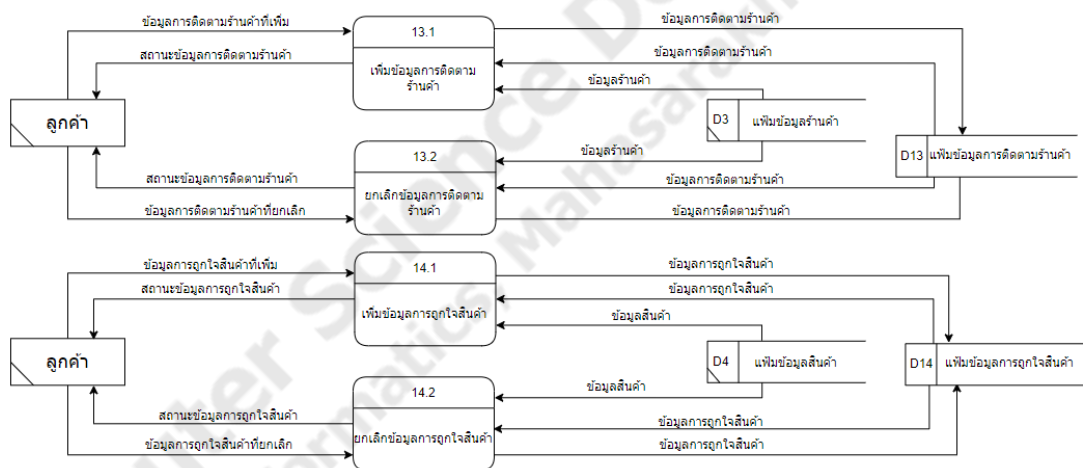 ข้อมูลการติดตามร้านค้าที่เพิ่ม
13.1
ข้อมูลการติดตามร้านค้า
สถานะข้อมูลการติดตามร้านค้า
เพิ่มข้อมูลการติดตาม
ร้านค้า
ข้อมูลการติดตามร้านค้า
ข้อมูลร้านค้า
ลูกค้า
D3 แฟ้มข้อมูลร้านค้า
D13 แฟ้มข้อมูลการติดตามร้านค้า
13.2
ข้อมูลร้านค้า
สถานะข้อมูลการติดตามร้านค้า
ยกเลิกข้อมูลการติดตาม
ร้านค้า
ข้อมูลการติดตามร้านค้า
ข้อมูลการติดตามร้านค้าที่ยกเลิก
ข้อมูลการติดตามร้านค้า
ข้อมูลการถูกใจสินค้าที่เพิ่ม
14.1
ข้อมูลการถูกใจสินค้า
สถานะข้อมูลการถูกใจสินค้า
เพิ่มข้อมูลการถูกใจสินค้า
ข้อมูลการถูกใจสินค้า
ข้อมูลสินค้า
ลูกค้า
D4 แฟ้มข้อมูลสินค้า
D14 แฟ้มข้อมูลการถูกใจสินค้า
14.2
ข้อมูลสินค้า
สถานะข้อมูลการถูกใจสินค้า
ยกเลิกข้อมูลการถูกใจสินค้า
ข้อมูลการถูกใจสินค้า
ข้อมูลการถูกใจสินค้าที่ยกเลิก
ข้อมูลการถูกใจสินค้า
Science